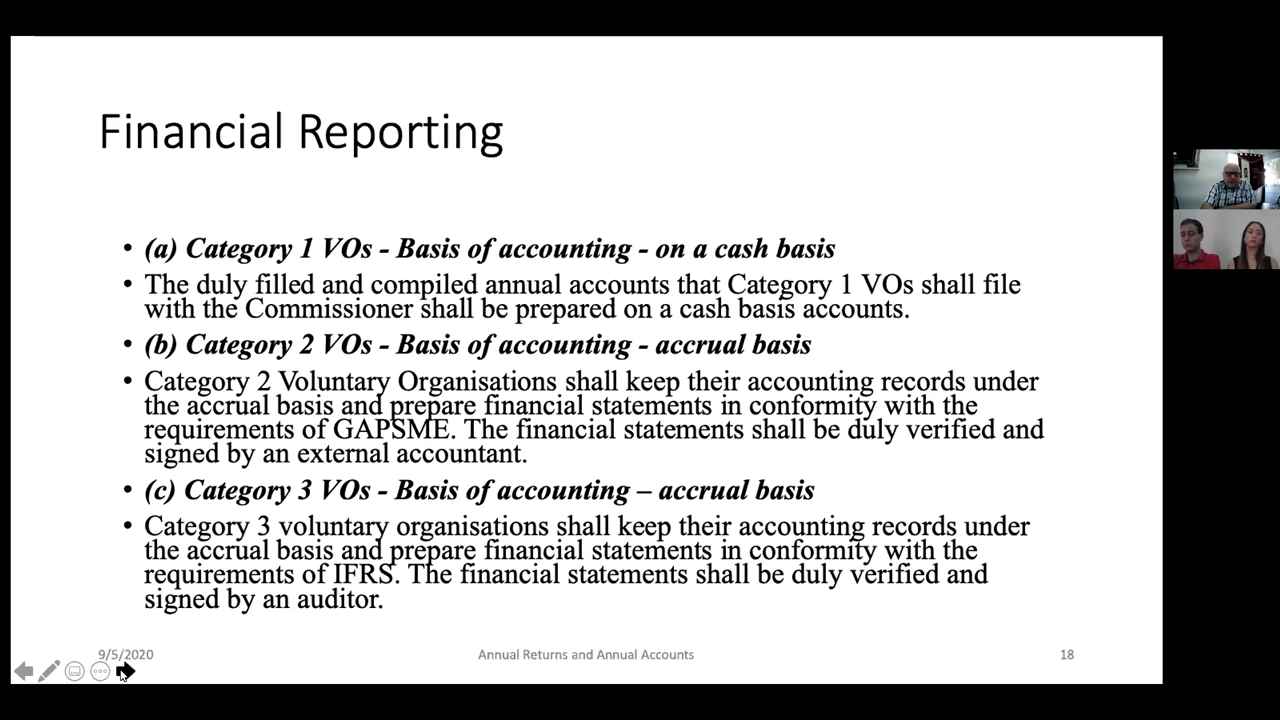 Financial Reporting
• (a) Category 1 VOs - Basis of accounting - on a cash basis
• The duly filled and compiled annual accounts that Category 1 VOs shall file
with the Commissioner shall be prepared on a cash basis accounts.
• (b) Category 2 VOs - Basis of accounting - accrual basis
• Category 2 Voluntary Organisations shall keep their accounting records under
the accrual basis and prepare financial statements in conformity with the
requirements of GAPSME. The financial statements shall be duly verified and
signed by an external accountant.
• (c) Category 3 VOs - Basis of accounting – accrual basis
• Category 3 voluntary organisations shall keep their accounting records under
the accrual basis and prepare financial statements in conformity with the
requirements of IFRS. The financial statements shall be duly verified and
signed by an auditor.
9/5/2020
Annual Returns and Annual Accounts
18